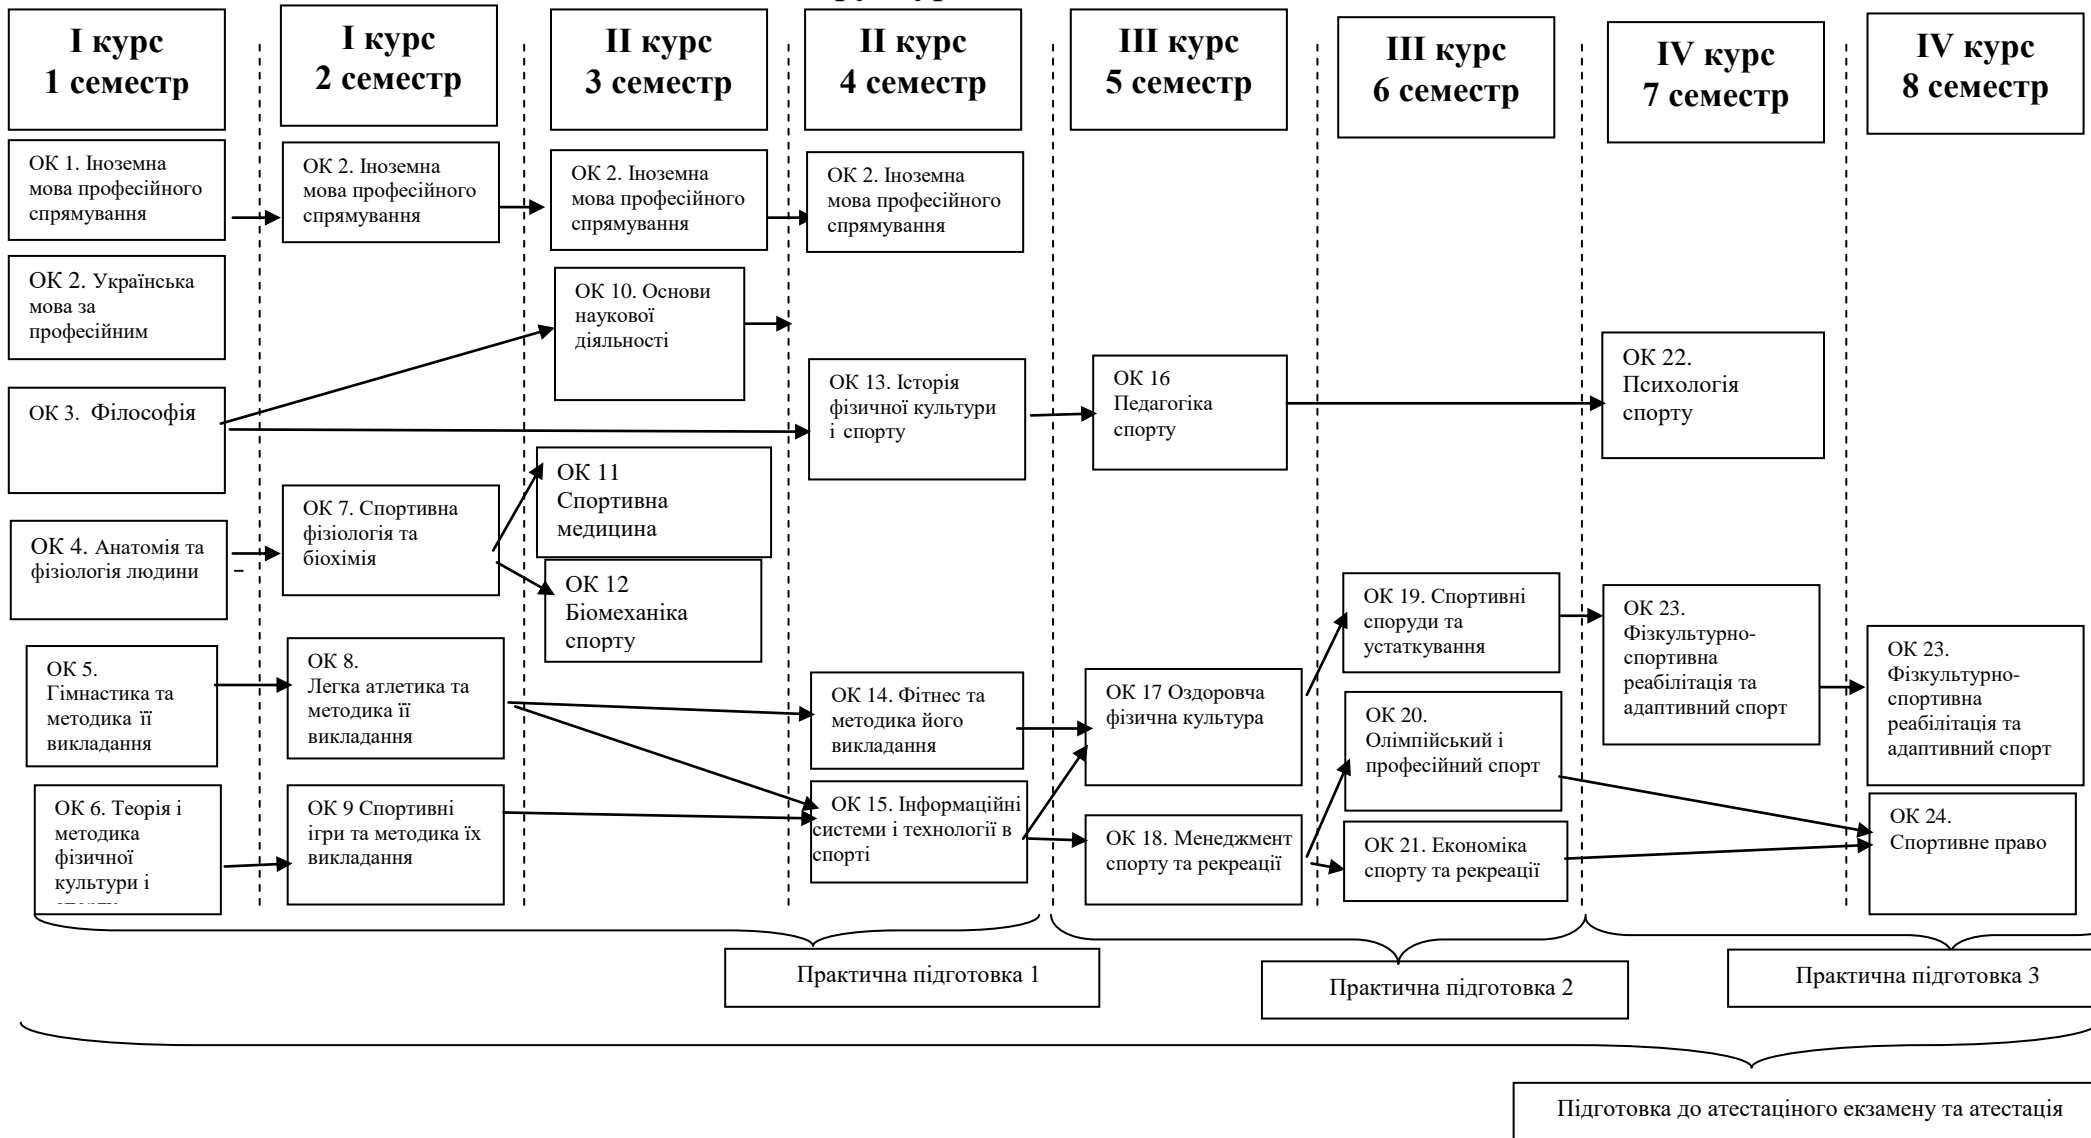 I курс
1 семестр
I курс
2 семестр
II курс
3 семестр
II курс
4 семестр
III курс
5 семестр
III курс
6 семестр
IV курс
7 семестр
IV курс
8 семестр
ОК 1. Іноземна
мова професійного
спрямування
ОК 2. Іноземна
мова професійного
спрямування
ОК 2. Іноземна
мова професійного
спрямування
ОК 2. Іноземна
мова професійного
спрямування
ОК 2. Українська
мова за
професійним
ОК 10. Основи
наукової
діяльності
ОК 3. Філософія
ОК 13. Історія
фізичної культури
і спорту
ОК 16
Педагогіка
спорту
ОК 22.
Психологія
спорту
ОК 4. Анатомія та
фізіологія людини
ОК 7. Спортивна
фізіологія та
біохімія
ОК 11
Спортивна
медицина
ОК 12
Біомеханіка
спорту
ОК 19. Спортивні
споруди та
устаткування
ОК 23.
Фізкультурно-
спортивна
реабілітація та
адаптивний спорт
ОК 23.
Фізкультурно-
спортивна
реабілітація та
адаптивний спорт
ОК 5.
Гімнастика та
методика її
викладання
ОК 8.
Легка атлетика та
методика її
викладання
ОК 14. Фітнес та
методика його
викладання
ОК 17 Оздоровча
фізична культура
ОК 20.
Олімпійський і
професійний спорт
ОК 6. Теорія і
методика
фізичної
культури і
ОК 9 Спортивні
ігри та методика їх
викладання
ОК 15. Інформаційні
системи і технології в
спорті
ОК 18. Менеджмент
спорту та рекреації
ОК 21. Економіка
спорту та рекреації
ОК 24.
Спортивне право
Практична підготовка 1
Практична підготовка 2
Практична підготовка 3
Підготовка до атестаціного екзамену та атестація